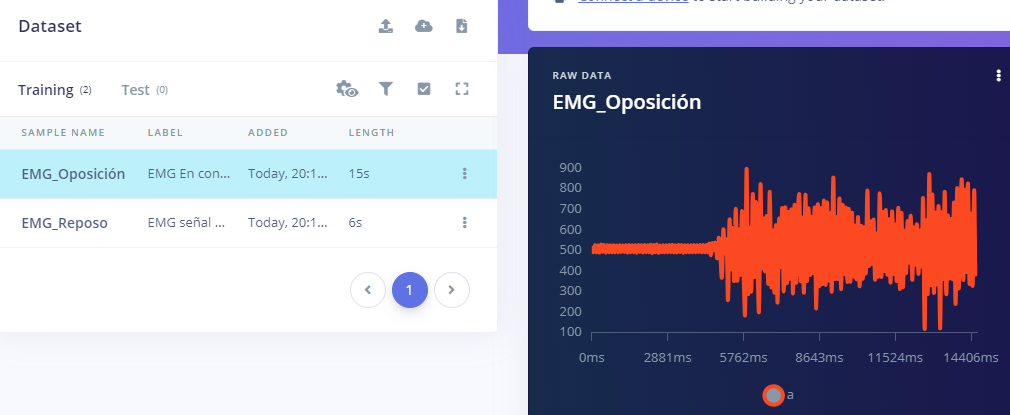 Connect a device to start building your dataset.
Dataset
Training (2)
Test (0)
SAMPLE NAME LABEL ADDED LENGTH
EMG_Oposición EMG En con... Today, 20:1... 15s
EMG_Reposo EMG señal ... Today, 20:1... 6s
1
RAW DATA
EMG_Oposición
900
800
700
600
500
400
300
200
100
0ms 2881ms 5762ms 8643ms 11524ms 14406ms
a